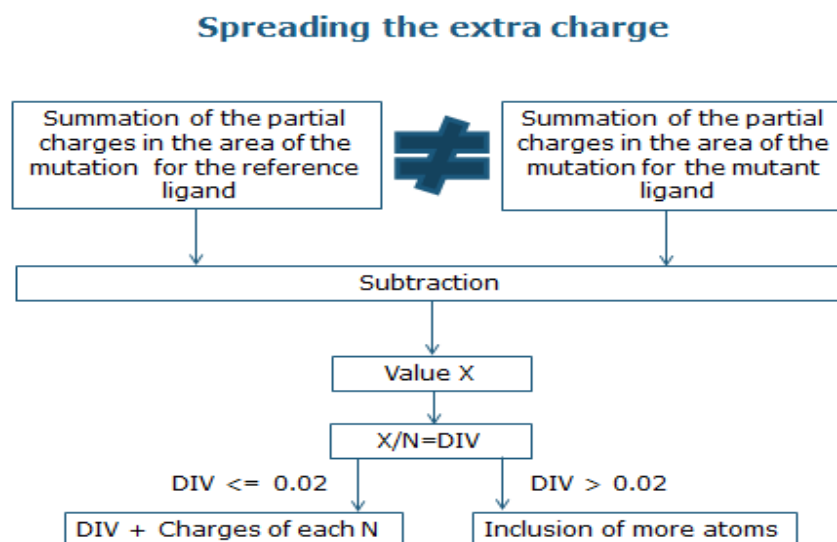 Spreading the extra charge
Summation of the partial
charges in the area of the
mutation for the reference
ligand
Summation of the partial
charges in the area of the
mutation for the mutant
ligand
Subtraction
Value X
X/N=DIV
DIV <= 0.02
DIV > 0.02
DIV + Charges of each N
Inclusion of more atoms